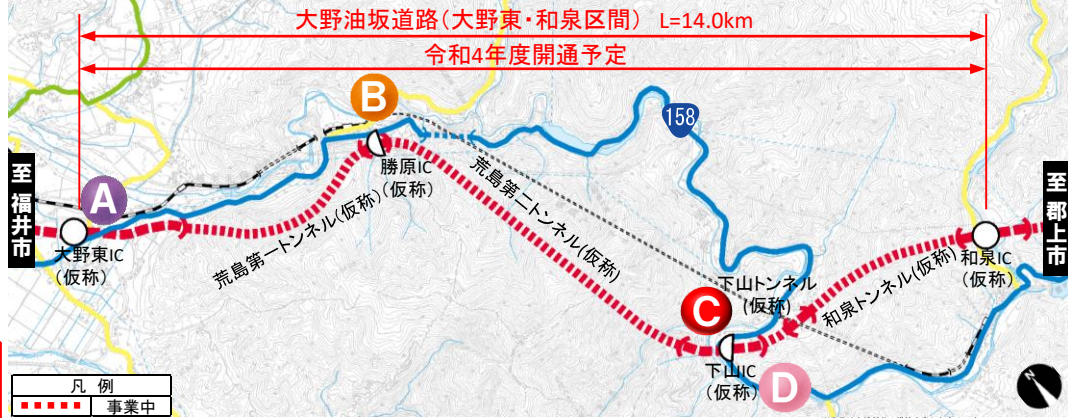 大野油坂道路(大野東・和泉区間) L=14.0km
令和4年度開通予定
B
158
至福井市
A
勝原IC
(仮称)
大野東IC
(仮称)
荒島第一トンネル(仮称)
荒島第二トンネル(仮称)
下山トンネル
(仮称)
和泉トンネル(仮称)
和泉IC
(仮称)
至郡上市
C
下山IC
(仮称)
D
凡 例
事業中
N